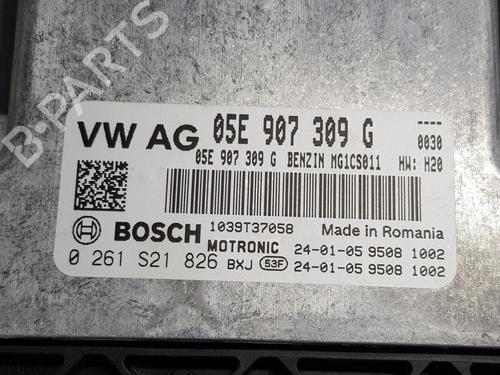 VW AG 05E 907 309 G ----
0030
05E 907 309 G BENZIN MG1CS011 HW: H20
1039T37058 Made in Romania
BOSCH
MOTRONIC 24-01-05 9508 1002
0 261 S21 826 BXJ 53F 24-01-05 9508 1002
B-Parts